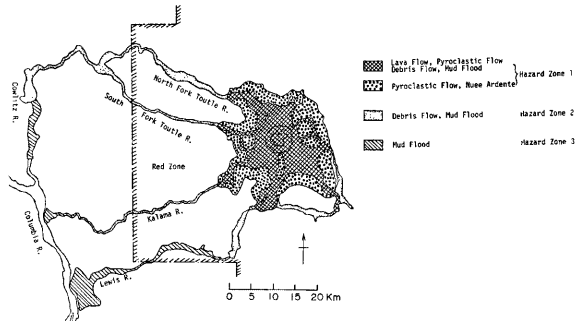 Cowlitz R.
North Fork Toutle R.
South Fork Toutle R.
Red Zone
Kalama R.
Columbia R.
Lewis R.
0 5 10 15 20 Km
Lava Flow, Pyroclastic Flow
Debris Flow, Mud Flood
Hazard Zone 1
Pyroclastic Flow, Nuee Ardente
Debris Flow, Mud Flood
Hazard Zone 2
Mud Flood
Hazard Zone 3